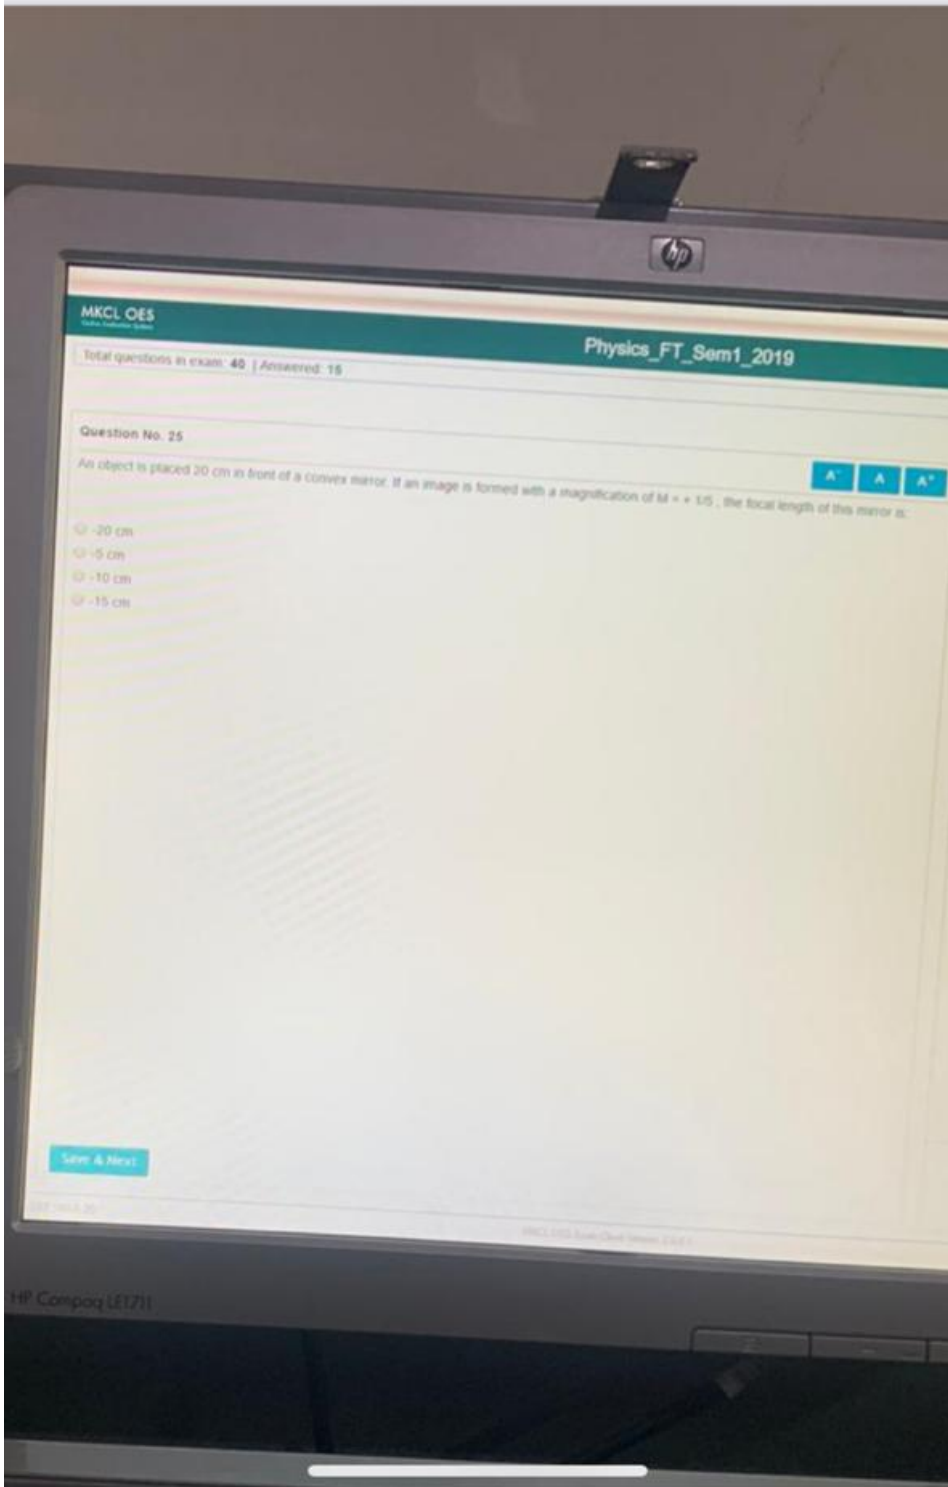 hp
MKCL OES
Physics_FT_Sem1_2019
Total questions in exam: 40 | Answered: 15
Question No. 25
A- A A+
An object is placed 20 cm in front of a convex mirror. If an image is formed with a magnification of M = + 1/5 , the focal length of this mirror is:
-20 cm
-5 cm
-10 cm
-15 cm
Save & Next
HP Compaq LE1711